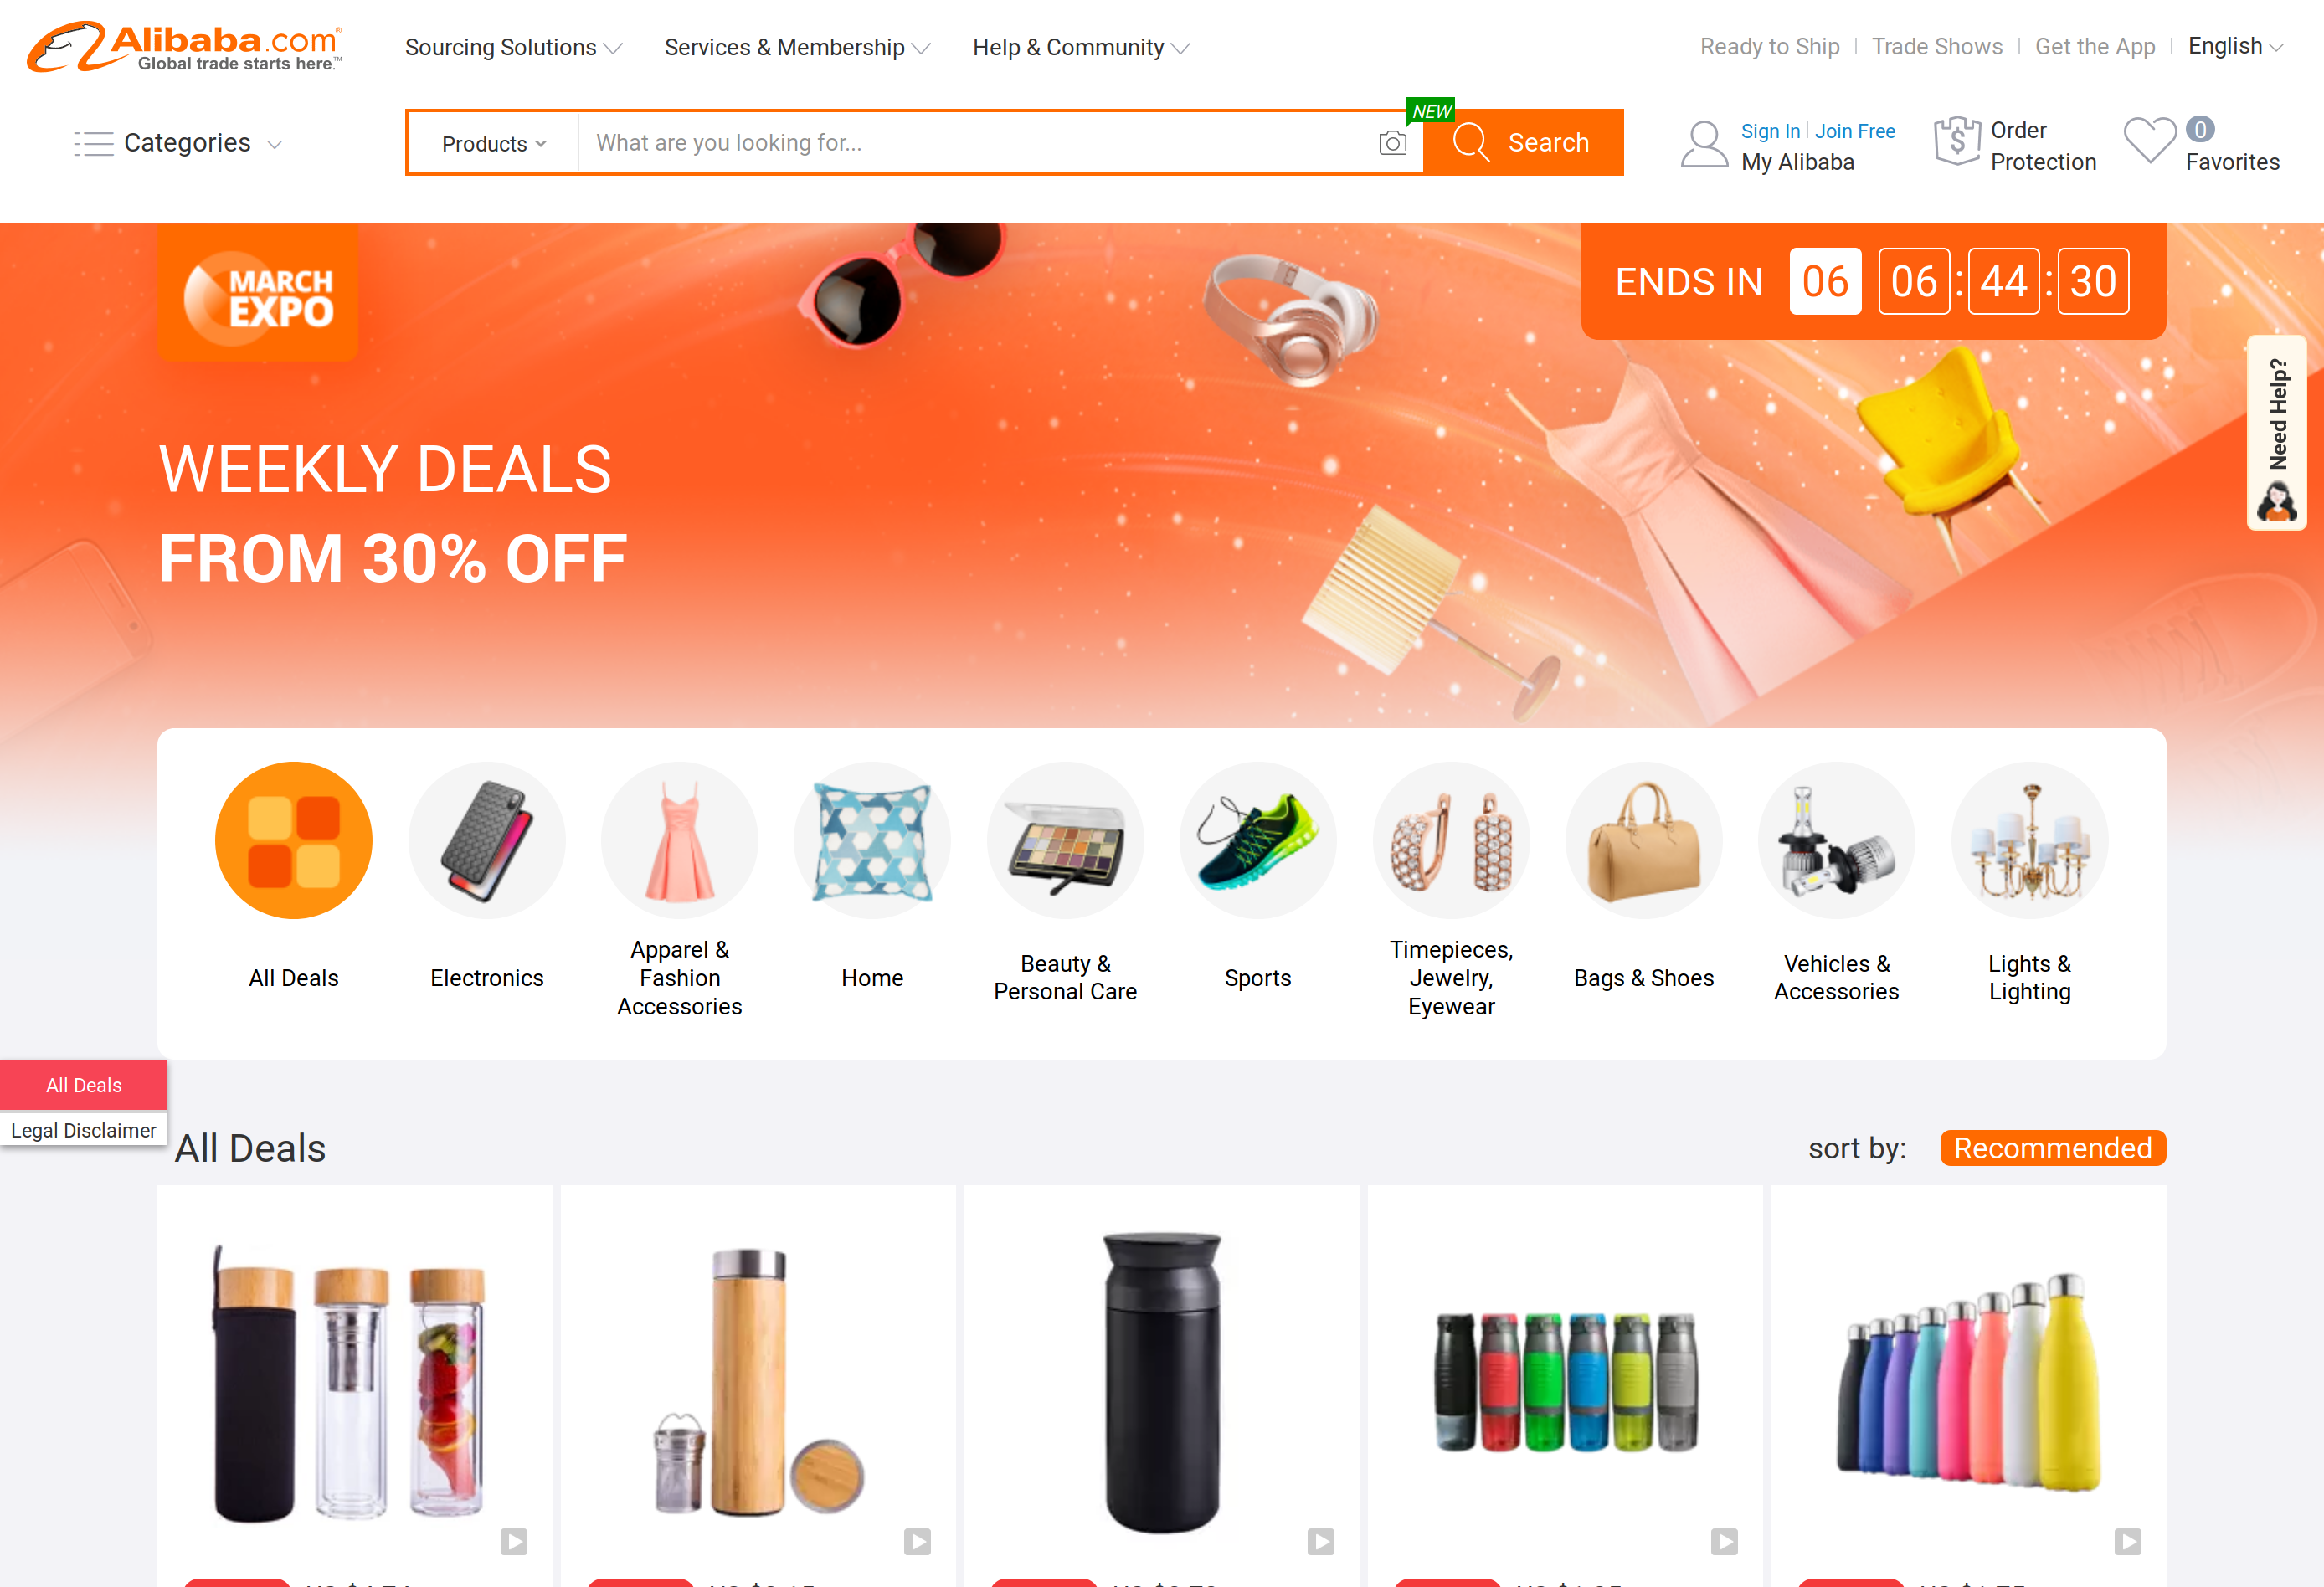 Alibaba.com
Global trade starts here.™
Sourcing Solutions
Services & Membership
Help & Community
Ready to Ship
Trade Shows
Get the App
English
Categories
Products
What are you looking for...
NEW
Search
Sign In
Join Free
My Alibaba
Order
Protection
0
Favorites
MARCH
EXPO
ENDS IN 06 06 : 44 : 30
Need Help?
WEEKLY DEALS
FROM 30% OFF
All Deals
Electronics
Apparel &
Fashion
Accessories
Home
Beauty &
Personal Care
Sports
Timepieces,
Jewelry,
Eyewear
Bags & Shoes
Vehicles &
Accessories
Lights &
Lighting
All Deals
Legal Disclaimer
All Deals
sort by:
Recommended